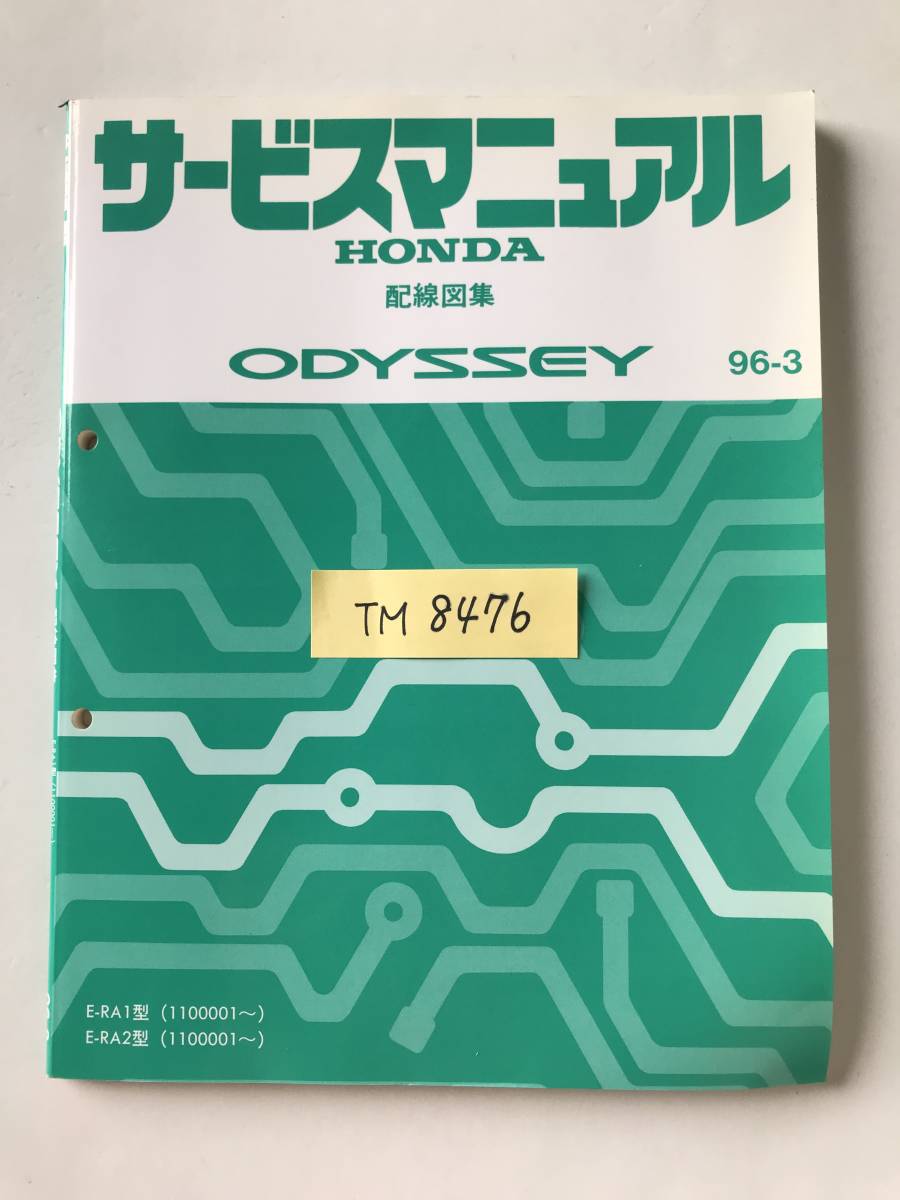 サービスマニュアル
HONDA
配線図集
ODYSSEY 96-3
TM 8476
E-RA1型 (1100001～)
E-RA2型 (1100001～)